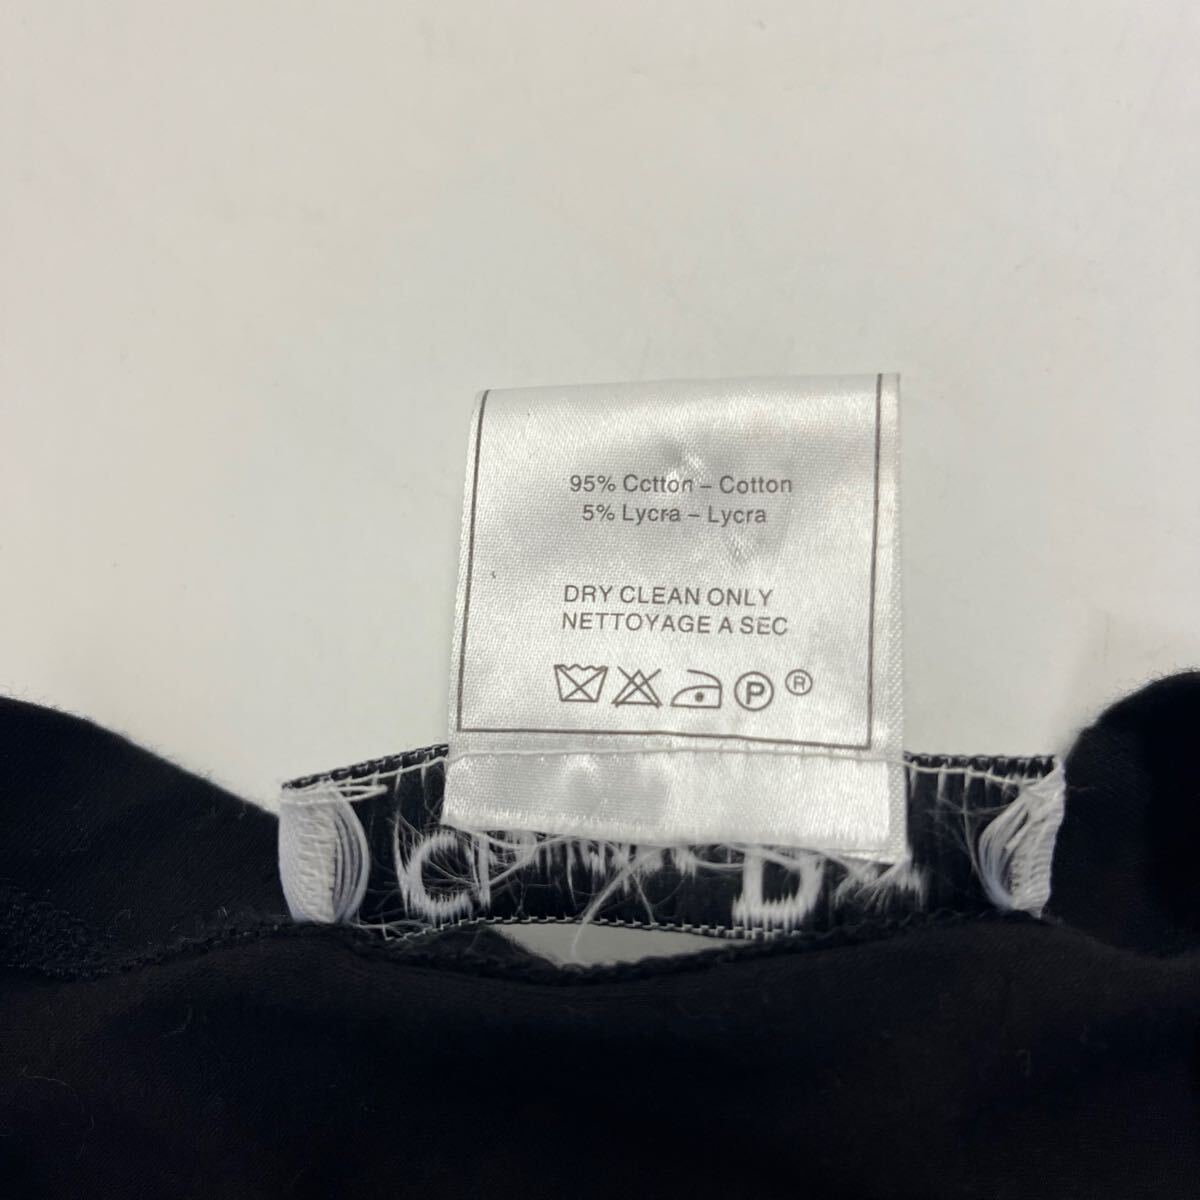 95% Cctton – Cotton
5% Lycra – Lycra
DRY CLEAN ONLY
NETTOYAGE A SEC
P ®